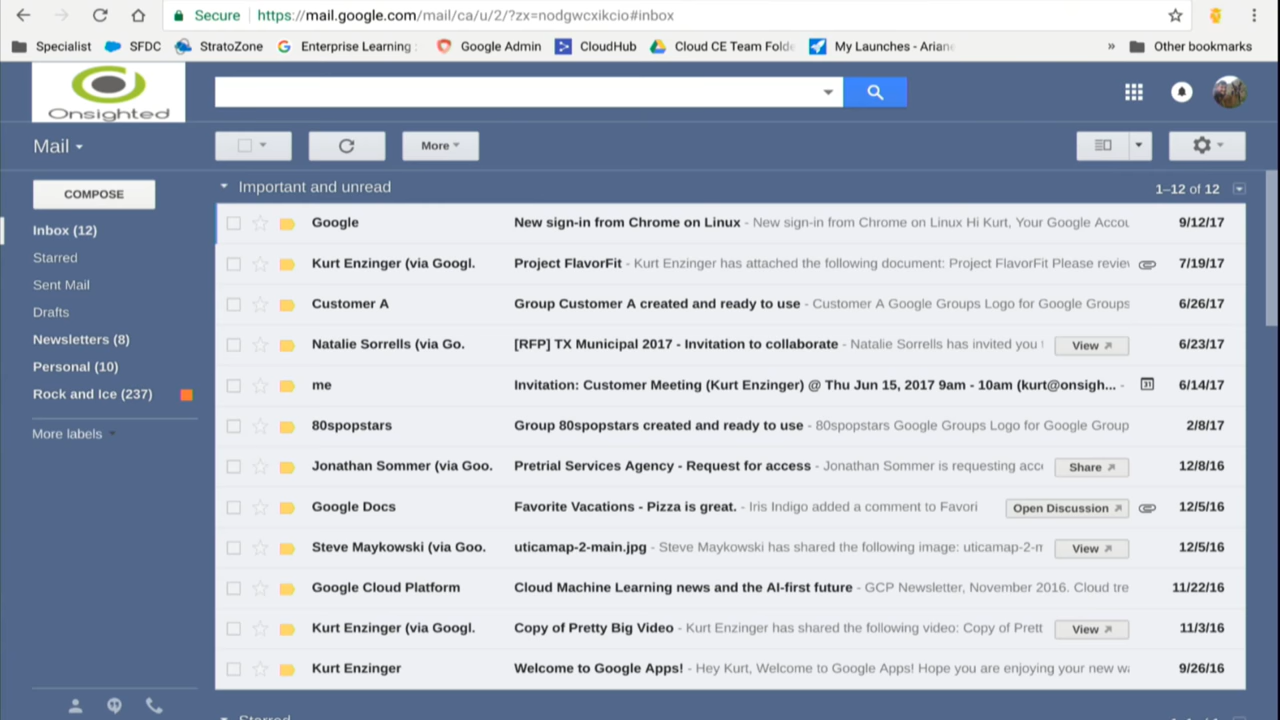 Secure https://mail.google.com/mail/ca/u/2/?zx=nodgwcxikcio#inbox
Specialist SFDC StratoZone Enterprise Learning Google Admin CloudHub Cloud CE Team Folde My Launches - Ariane » Other bookmarks
Onsighted
Mail More
COMPOSE
Important and unread 1–12 of 12
Inbox (12)
Starred
Sent Mail
Drafts
Newsletters (8)
Personal (10)
Rock and Ice (237)
More labels
Google New sign-in from Chrome on Linux - New sign-in from Chrome on Linux Hi Kurt, Your Google Accou 9/12/17
Kurt Enzinger (via Googl. Project FlavorFit - Kurt Enzinger has attached the following document: Project FlavorFit Please review 7/19/17
Customer A Group Customer A created and ready to use - Customer A Google Groups Logo for Google Groups 6/26/17
Natalie Sorrells (via Go. [RFP] TX Municipal 2017 - Invitation to collaborate - Natalie Sorrells has invited you View 6/23/17
me Invitation: Customer Meeting (Kurt Enzinger) @ Thu Jun 15, 2017 9am - 10am (kurt@onsigh... - 31 6/14/17
80spopstars Group 80spopstars created and ready to use - 80spopstars Google Groups Logo for Google Group 2/8/17
Jonathan Sommer (via Goo. Pretrial Services Agency - Request for access - Jonathan Sommer is requesting acc Share 12/8/16
Google Docs Favorite Vacations - Pizza is great. - Iris Indigo added a comment to Favori Open Discussion 12/5/16
Steve Maykowski (via Goo. uticamap-2-main.jpg - Steve Maykowski has shared the following image: uticamap-2-m View 12/5/16
Google Cloud Platform Cloud Machine Learning news and the AI-first future - GCP Newsletter, November 2016. Cloud tre 11/22/16
Kurt Enzinger (via Googl. Copy of Pretty Big Video - Kurt Enzinger has shared the following video: Copy of Prett View 11/3/16
Kurt Enzinger Welcome to Google Apps! - Hey Kurt, Welcome to Google Apps! Hope you are enjoying your new w 9/26/16